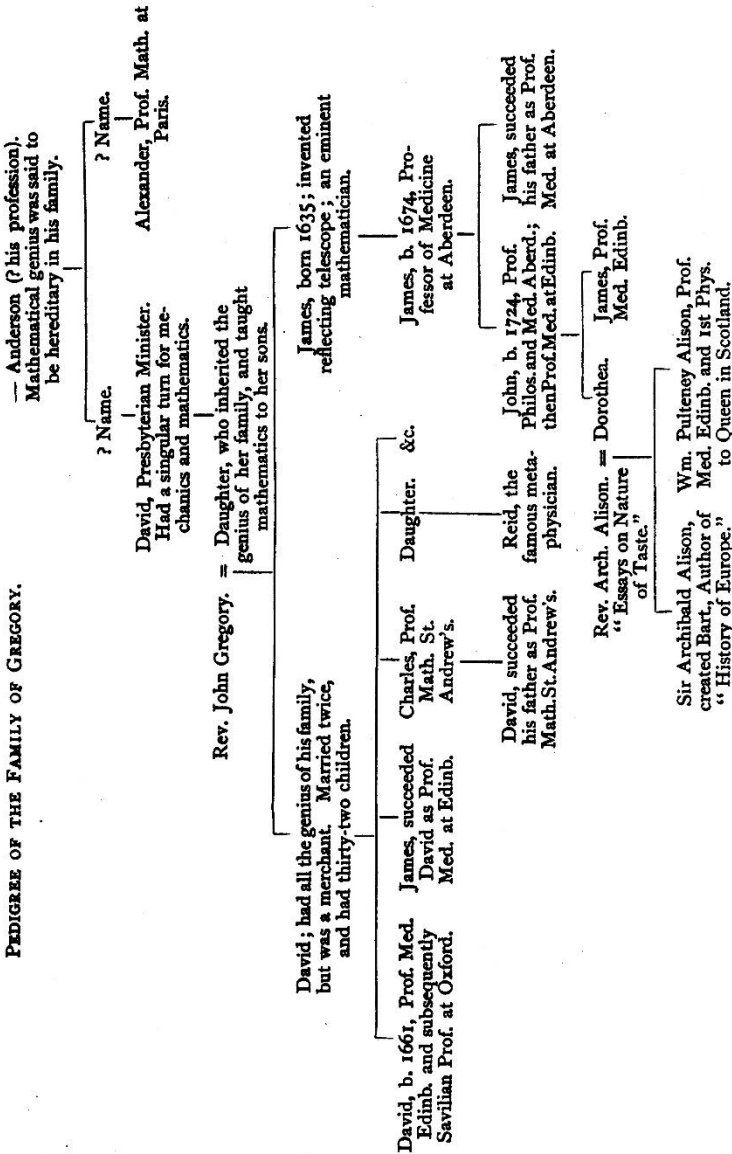 PEDIGREE OF THE FAMILY OF GREGORY.
— Anderson (? his profession).
Mathematical genius was said to
be hereditary in his family.
? Name.
? Name.
David, Presbyterian Minister.
Had a singular turn for me-
chanics and mathematics.
Alexander, Prof. Math. at
Paris.
Rev. John Gregory. = Daughter, who inherited the
genius of her family, and taught
mathematics to her sons.
David; had all the genius of his family,
but was a merchant. Married twice,
and had thirty-two children.
James, born 1635; invented
reflecting telescope; an eminent
mathematician.
David, b. 1661, Prof. Med.
Edinb. and subsequently
Savilian Prof. at Oxford.
James, succeeded
David as Prof.
Med. at Edinb.
Charles, Prof.
Math. St.
Andrew's.
Daughter. &c.
James, b. 1674, Pro-
fessor of Medicine
at Aberdeen.
David, succeeded
his father as Prof.
Math. St. Andrew's.
Reid, the
famous meta-
physician.
John, b. 1724, Prof.
Philos. and Med. Aberd.;
then Prof. Med. at Edinb.
James, succeeded
his father as Prof.
Med. at Aberdeen.
Rev. Arch. Alison. = Dorothea.
"Essays on Nature
of Taste."
James, Prof.
Med. Edinb.
Sir Archibald Alison,
created Bart., Author of
"History of Europe."
Wm. Pulteney Alison, Prof.
Med. Edinb. and 1st Phys.
to Queen in Scotland.